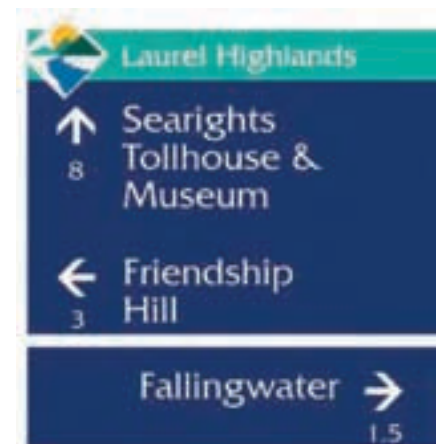 Laurel Highlands
Searights
8
Tollhouse &
Museum
Friendship
3
Hill
Fallingwater
1.5